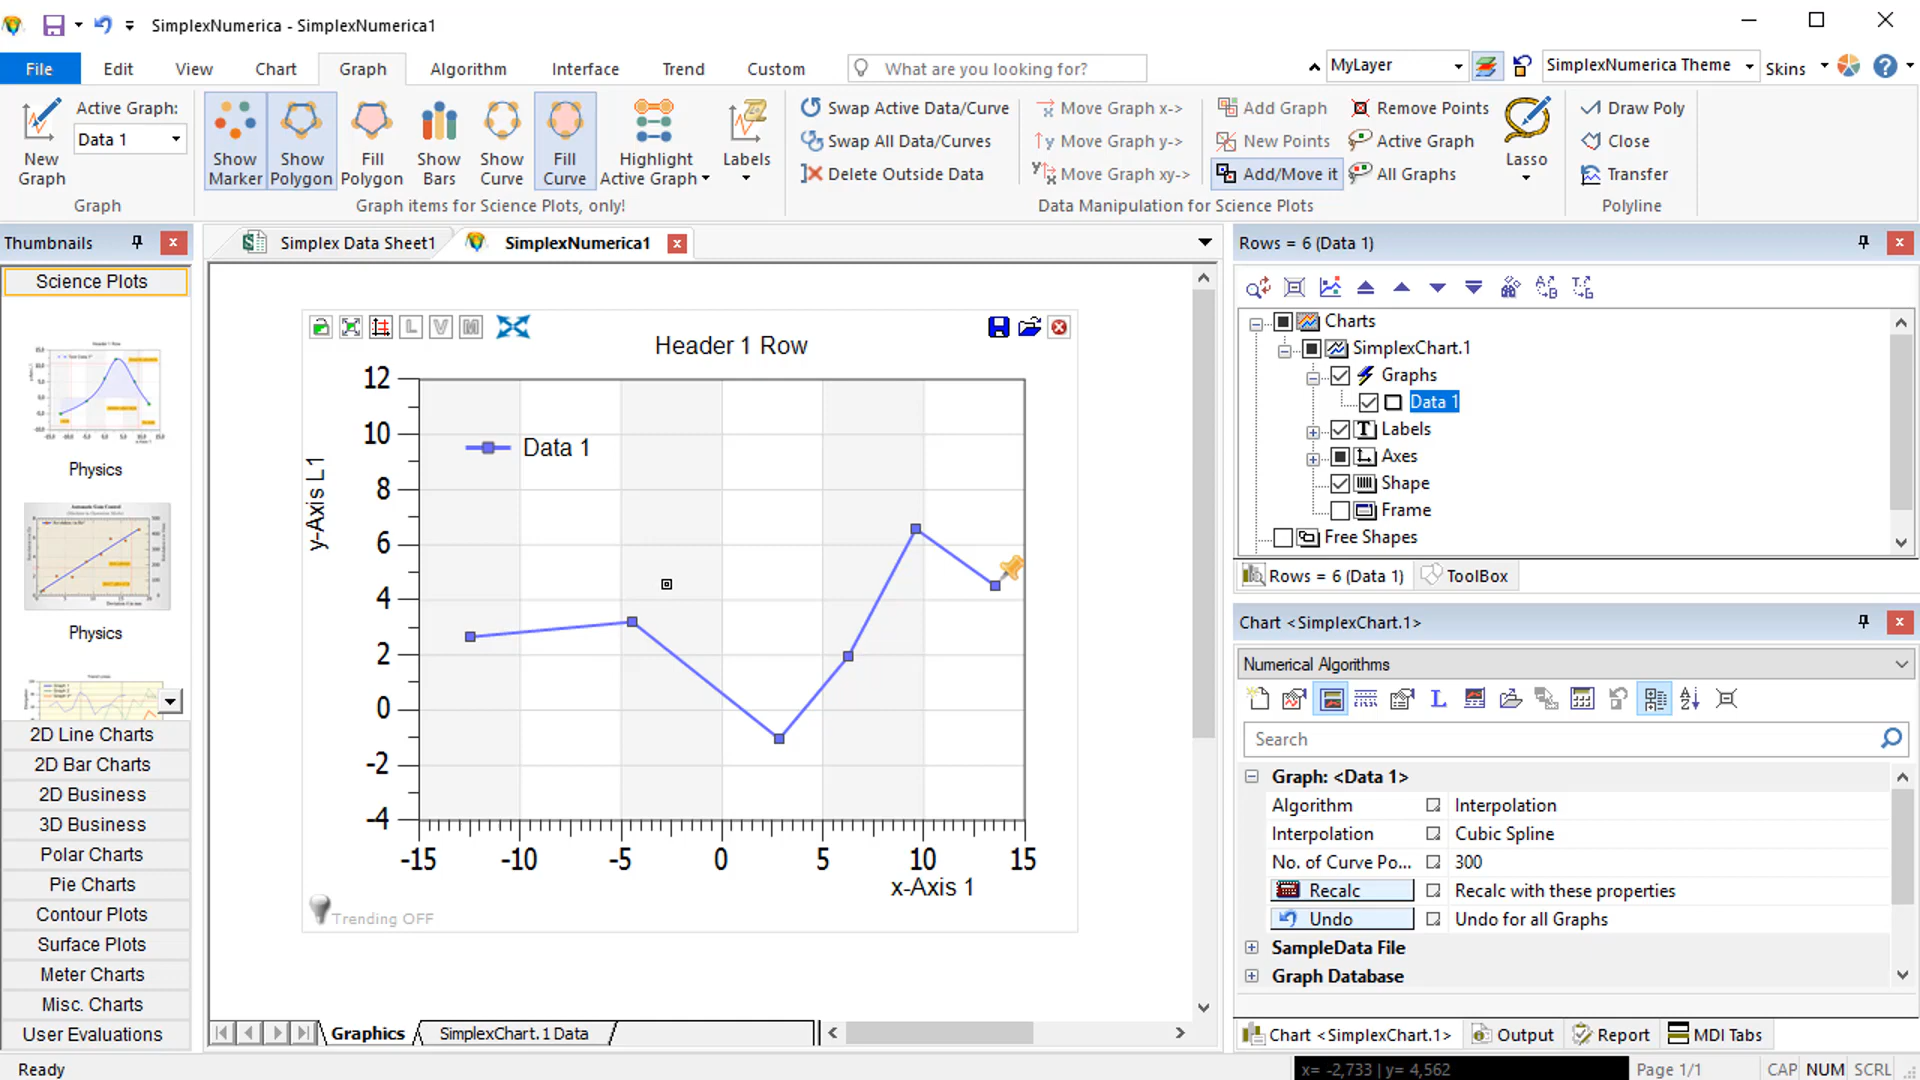 SimplexNumerica - SimplexNumerica1
File
Edit
View
Chart
Graph
Algorithm
Interface
Trend
Custom
What are you looking for?
MyLayer
SimplexNumerica Theme
Skins
New Graph
Active Graph:
Data 1
Show Marker
Show Polygon
Fill Polygon
Show Bars
Show Curve
Fill Curve
Highlight Active Graph
Labels
Swap Active Data/Curve
Swap All Data/Curves
Delete Outside Data
Move Graph x->
Move Graph y->
Move Graph xy->
Add Graph
New Points
Add/Move it
Remove Points
Active Graph
All Graphs
Lasso
Draw Poly
Close
Transfer
Graph
Graph items for Science Plots, only!
Data Manipulation for Science Plots
Polyline
Thumbnails
Science Plots
Physics
Physics
2D Line Charts
2D Bar Charts
2D Business
3D Business
Polar Charts
Pie Charts
Contour Plots
Surface Plots
Meter Charts
Misc. Charts
User Evaluations
Simplex Data Sheet1
SimplexNumerica1
L
V
M
Header 1 Row
12
10
8
6
4
2
0
-2
-4
y-Axis L1
Data 1
-15
-10
-5
0
5
10
15
x-Axis 1
Trending OFF
Graphics
SimplexChart.1 Data
Rows = 6 (Data 1)
Charts
SimplexChart.1
Graphs
Data 1
Labels
Axes
Shape
Frame
Free Shapes
Rows = 6 (Data 1)
ToolBox
Chart <SimplexChart.1>
Numerical Algorithms
Search
Graph: <Data 1>
Algorithm Interpolation
Interpolation Cubic Spline
No. of Curve Po... 300
Recalc Recalc with these properties
Undo Undo for all Graphs
SampleData File
Graph Database
Chart <SimplexChart.1>
Output
Report
MDI Tabs
Ready
x= -2,733 | y= 4,562
Page 1/1
CAP
NUM
SCRL